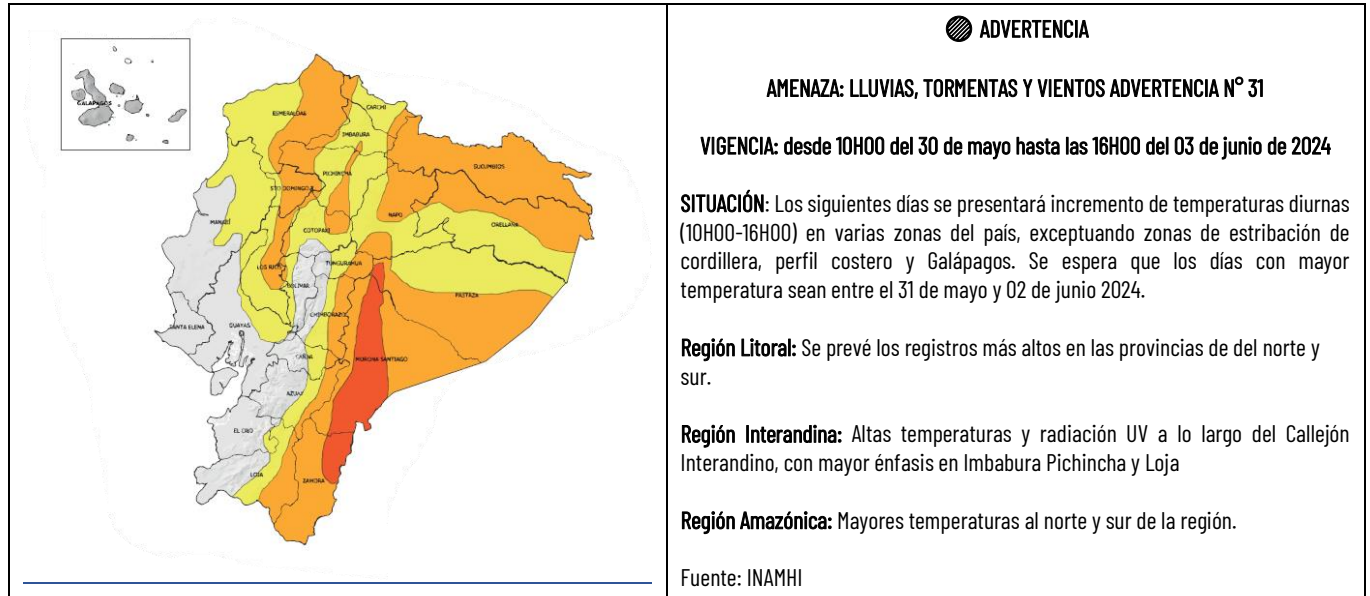 GALÁPAGOS
ESMERALDAS
CARCHI
IMBABURA
SUCUMBIOS
PICHINCHA
STO DOMINGO
NAPO
ORELLANA
MANABÍ
COTOPAXI
TUNGURAHUA
LOS RIOS
BOLIVAR
PASTAZA
CHIMBORAZO
SANTA ELENA
GUAYAS
CAÑAR
MORONA SANTIAGO
AZUAY
EL ORO
LOJA
ZAMORA
ADVERTENCIA
AMENAZA: LLUVIAS, TORMENTAS Y VIENTOS ADVERTENCIA N° 31
VIGENCIA: desde 10H00 del 30 de mayo hasta las 16H00 del 03 de junio de 2024
SITUACIÓN: Los siguientes días se presentará incremento de temperaturas diurnas
(10H00-16H00) en varias zonas del país, exceptuando zonas de estribación de
cordillera, perfil costero y Galápagos. Se espera que los días con mayor
temperatura sean entre el 31 de mayo y 02 de junio 2024.
Región Litoral: Se prevé los registros más altos en las provincias de del norte y
sur.
Región Interandina: Altas temperaturas y radiación UV a lo largo del Callejón
Interandino, con mayor énfasis en Imbabura Pichincha y Loja
Región Amazónica: Mayores temperaturas al norte y sur de la región.
Fuente: INAMHI